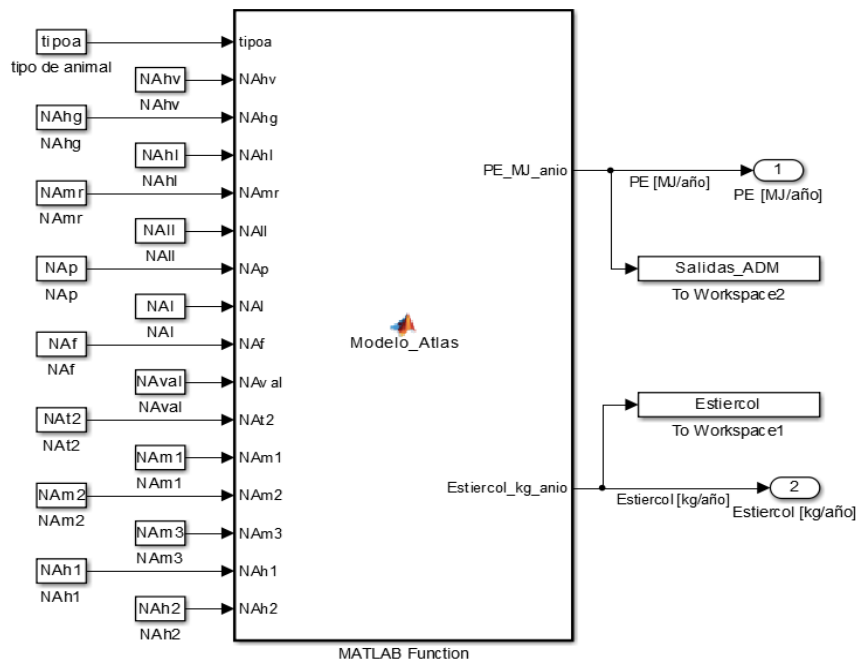 tipoa
tipo de animal
tipoa
NAhv
NAhv
NAhv
NAhg
NAhg
NAhg
NAhl
NAhl
NAhl
NAmr
NAmr
NAmr
NAll
NAll
NAll
NAp
NAp
NAp
NAl
NAl
NAl
NAf
NAf
NAf
NAval
NAval
NAval
NAt2
NAt2
NAt2
NAm1
NAm1
NAm1
NAm2
NAm2
NAm2
NAm3
NAm3
NAm3
NAh1
NAh1
NAh1
NAh2
NAh2
NAh2
Modelo_Atlas
MATLAB Function
PE_MJ_anio
PE [MJ/año]
1
PE [MJ/año]
Salidas_ADM
To Workspace2
Estiercol
To Workspace1
Estiercol_kg_anio
Estiercol [kg/año]
2
Estiercol [kg/año]